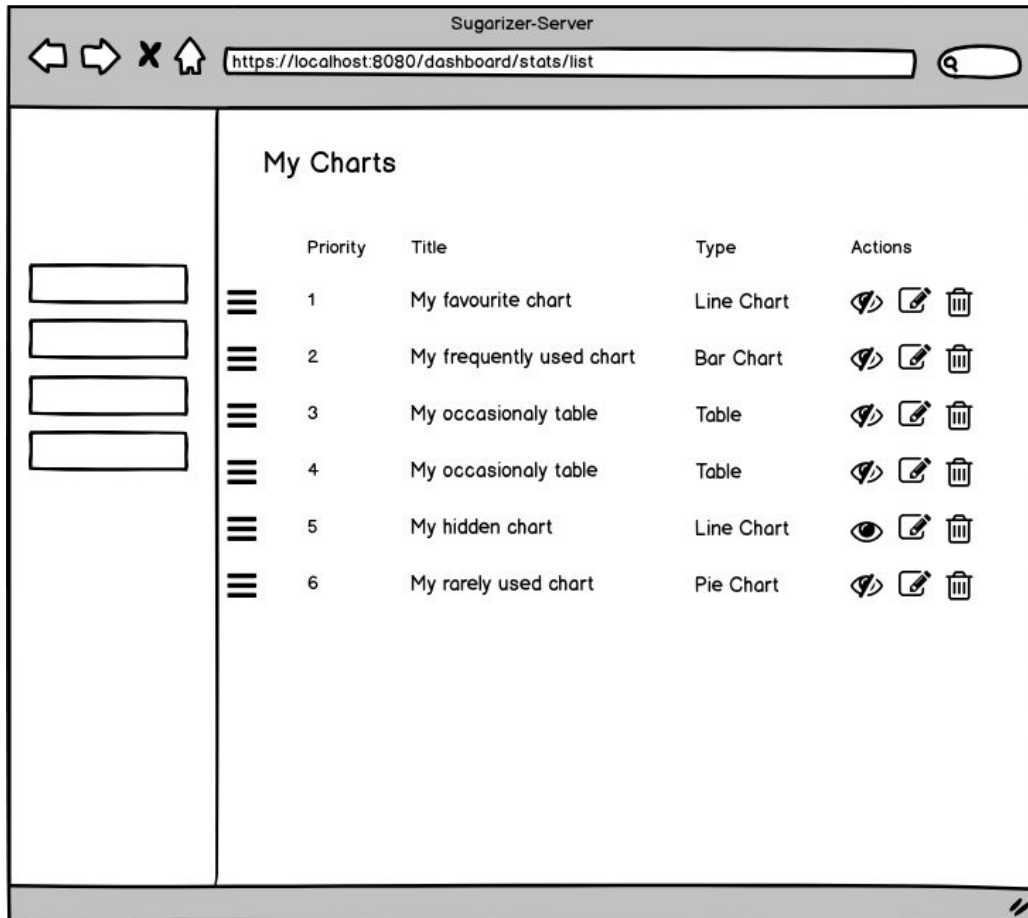 Sugarizer-Server
https://localhost:8080/dashboard/stats/list
My Charts
Priority Title Type Actions
1 My favourite chart Line Chart
2 My frequently used chart Bar Chart
3 My occasionaly table Table
4 My occasionaly table Table
5 My hidden chart Line Chart
6 My rarely used chart Pie Chart